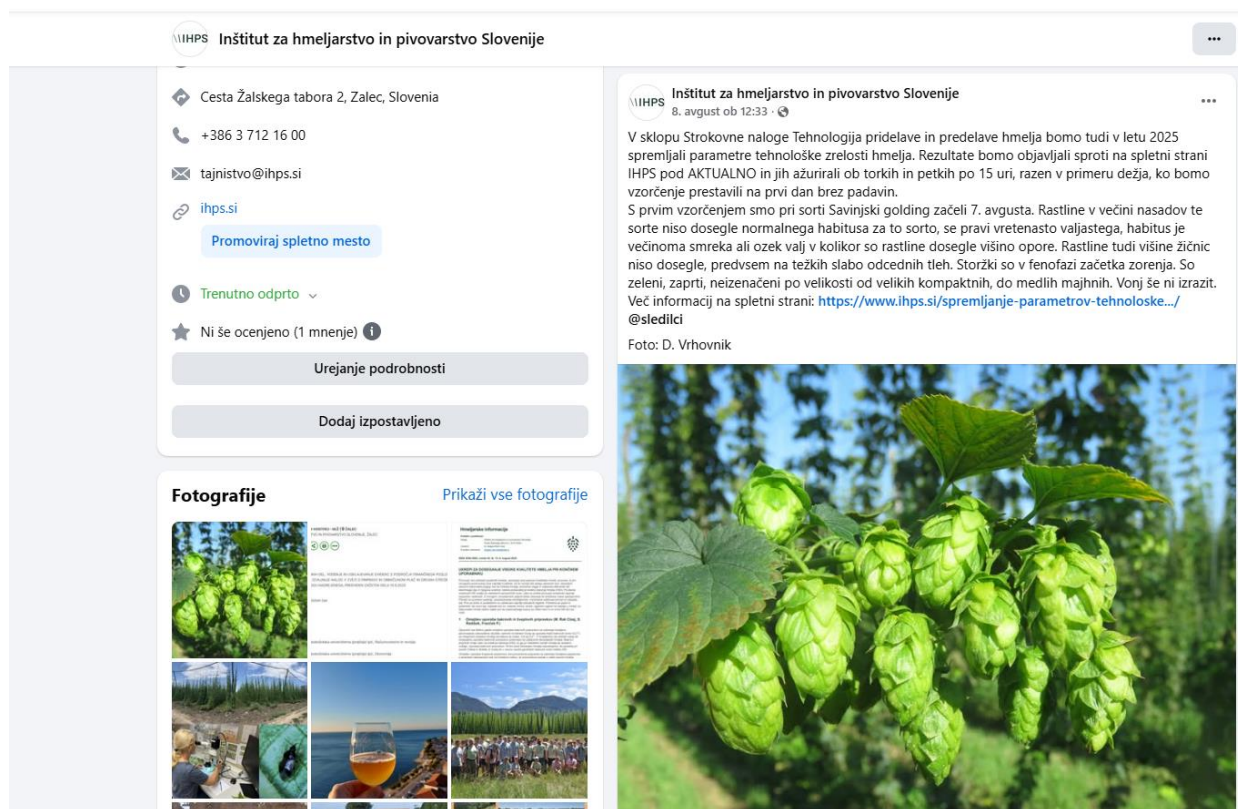 \\IHPS
Inštitut za hmeljarstvo in pivovarstvo Slovenije
Cesta Žalskega tabora 2, Zalec, Slovenia
+386 3 712 16 00
tajnistvo@ihps.si
ihps.si
Promoviraj spletno mesto
Trenutno odprto
Ni še ocenjeno (1 mnenje)
Urejanje podrobnosti
Dodaj izpostavljeno
Fotografije
Prikaži vse fotografije
Hmeljarske informacije
\\IHPS
Inštitut za hmeljarstvo in pivovarstvo Slovenije
8. avgust ob 12:33 ·
V sklopu Strokovne naloge Tehnologija pridelave in predelave hmelja bomo tudi v letu 2025
spremljali parametre tehnološke zrelosti hmelja. Rezultate bomo objavljali sproti na spletni strani
IHPS pod AKTUALNO in jih ažurirali ob torkih in petkih po 15 uri, razen v primeru dežja, ko bomo
vzorčenje prestavili na prvi dan brez padavin.
S prvim vzorčenjem smo pri sorti Savinjski golding začeli 7. avgusta. Rastline v večini nasadov te
sorte niso dosegle normalnega habitusa za to sorto, se pravi vretenasto valjastega, habitus je
večinoma smreka ali ozek valj v kolikor so rastline dosegle višino opore. Rastline tudi višine žičnic
niso dosegle, predvsem na težkih slabo odcednih tleh. Storžki so v fenofazi začetka zorenja. So
zeleni, zaprti, neizenačeni po velikosti od velikih kompaktnih, do medlih majhnih. Vonj še ni izrazit.
Več informacij na spletni strani: https://www.ihps.si/spremljanje-parametrov-tehnoloske.../
@sledilci
Foto: D. Vrhovnik